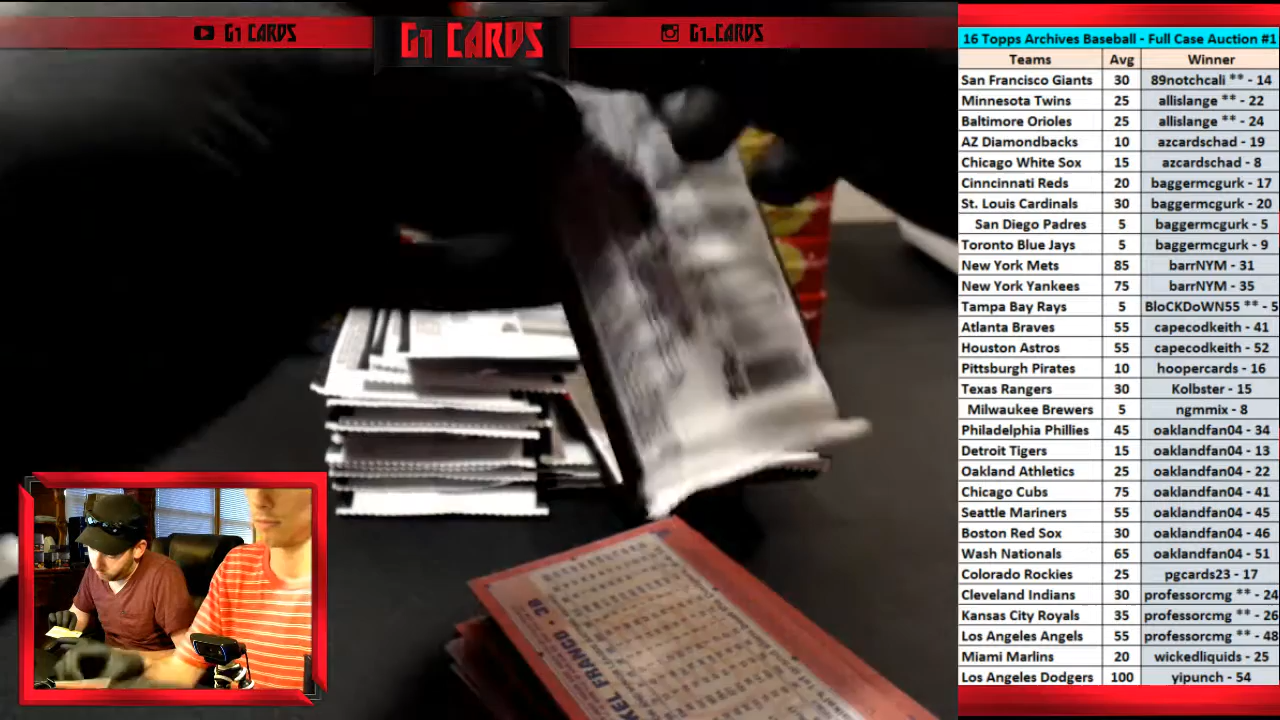 G1 CARDS
G1 CARDS
G1_CARDS
16 Topps Archives Baseball - Full Case Auction #1
Teams Avg Winner
San Francisco Giants 30 89notchcali ** - 14
Minnesota Twins 25 allislange ** - 22
Baltimore Orioles 25 allislange ** - 24
AZ Diamondbacks 10 azcardschad - 19
Chicago White Sox 15 azcardschad - 8
Cinncinnati Reds 20 baggermcgurk - 17
St. Louis Cardinals 30 baggermcgurk - 20
San Diego Padres 5 baggermcgurk - 5
Toronto Blue Jays 5 baggermcgurk - 9
New York Mets 85 barrNYM - 31
New York Yankees 75 barrNYM - 35
Tampa Bay Rays 5 BloCKDoWN55 ** - 5
Atlanta Braves 55 capecodkeith - 41
Houston Astros 55 capecodkeith - 52
Pittsburgh Pirates 10 hoopercards - 16
Texas Rangers 30 Kolbster - 15
Milwaukee Brewers 5 ngmmix - 8
Philadelphia Phillies 45 oaklandfan04 - 34
Detroit Tigers 15 oaklandfan04 - 13
Oakland Athletics 25 oaklandfan04 - 22
Chicago Cubs 75 oaklandfan04 - 41
Seattle Mariners 55 oaklandfan04 - 45
Boston Red Sox 30 oaklandfan04 - 46
Wash Nationals 65 oaklandfan04 - 51
Colorado Rockies 25 pgcards23 - 17
Cleveland Indians 30 professorcmg ** - 24
Kansas City Royals 35 professorcmg ** - 26
Los Angeles Angels 55 professorcmg ** - 48
Miami Marlins 20 wickedliquids - 25
Los Angeles Dodgers 100 yipunch - 54
KEL FRANCO • 3B